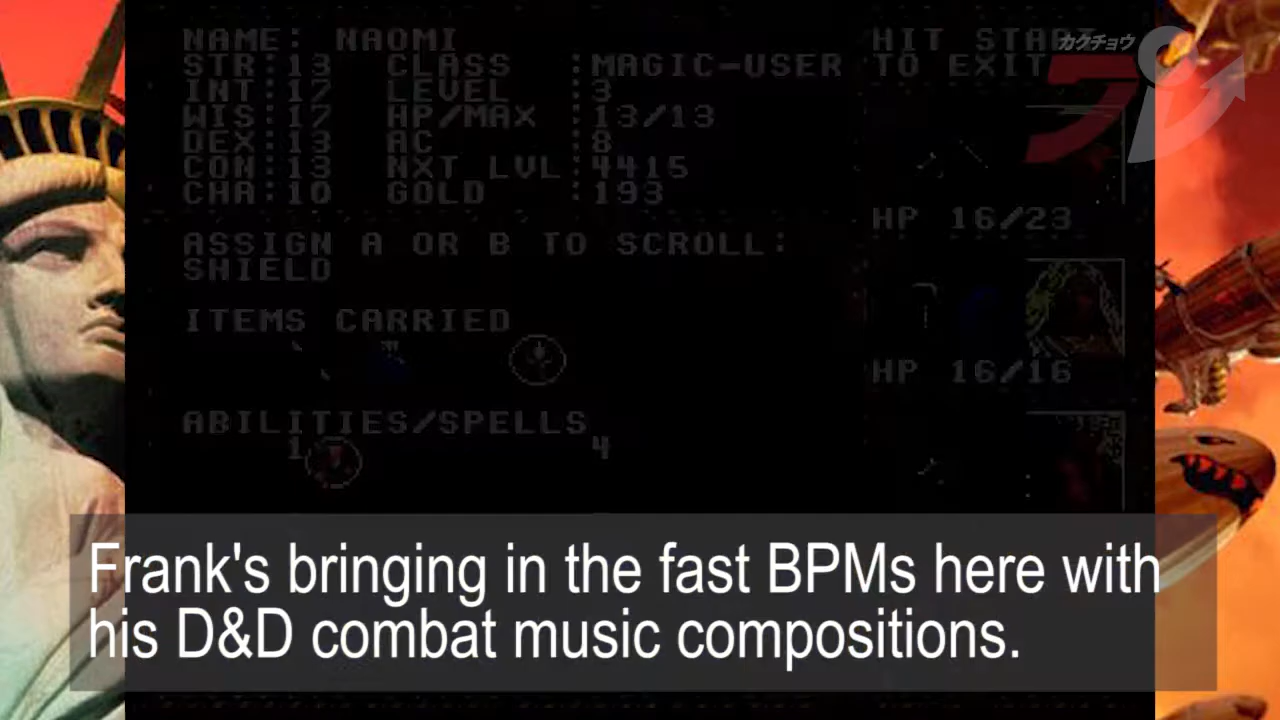 NAME: NAOMI
HIT START
カクチョウ
STR:13 CLASS :MAGIC-USER TO EXIT
INT:17 LEVEL :3
WIS:17 HP/MAX :13/13
DEX:13 AC :8
CON:13 NXT LVL:4415
CHA:10 GOLD :193
HP 16/23
ASSIGN A OR B TO SCROLL:
SHIELD
ITEMS CARRIED
HP 16/16
ABILITIES/SPELLS
1 4
Frank's bringing in the fast BPMs here with
his D&D combat music compositions.